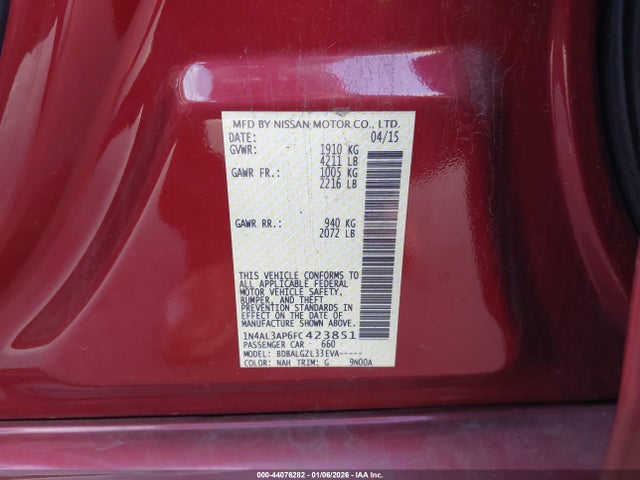 MFD BY NISSAN MOTOR CO., LTD.
DATE: 04/15
GVWR: 1910 KG
4211 LB
GAWR FR.: 1005 KG
2216 LB
GAWR RR.: 940 KG
2072 LB
THIS VEHICLE CONFORMS TO
ALL APPLICABLE FEDERAL
MOTOR VEHICLE SAFETY,
BUMPER, AND THEFT
PREVENTION STANDARDS
IN EFFECT ON THE DATE OF
MANUFACTURE SHOWN ABOVE.
1N4AL3AP6FC423851
PASSENGER CAR 660
MODEL: BDBALGZL33EVA-----
COLOR: NAH TRIM: G 9N00A
000-44076282 - 01/06/2026 - IAA Inc.